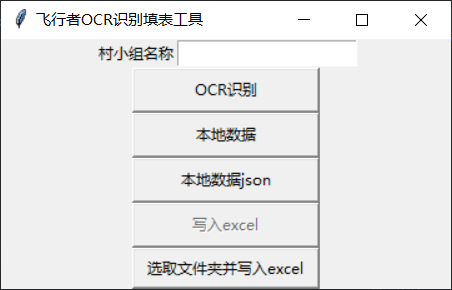 飞行者OCR识别填表工具
村小组名称
OCR识别
本地数据
本地数据json
写入excel
选取文件夹并写入excel